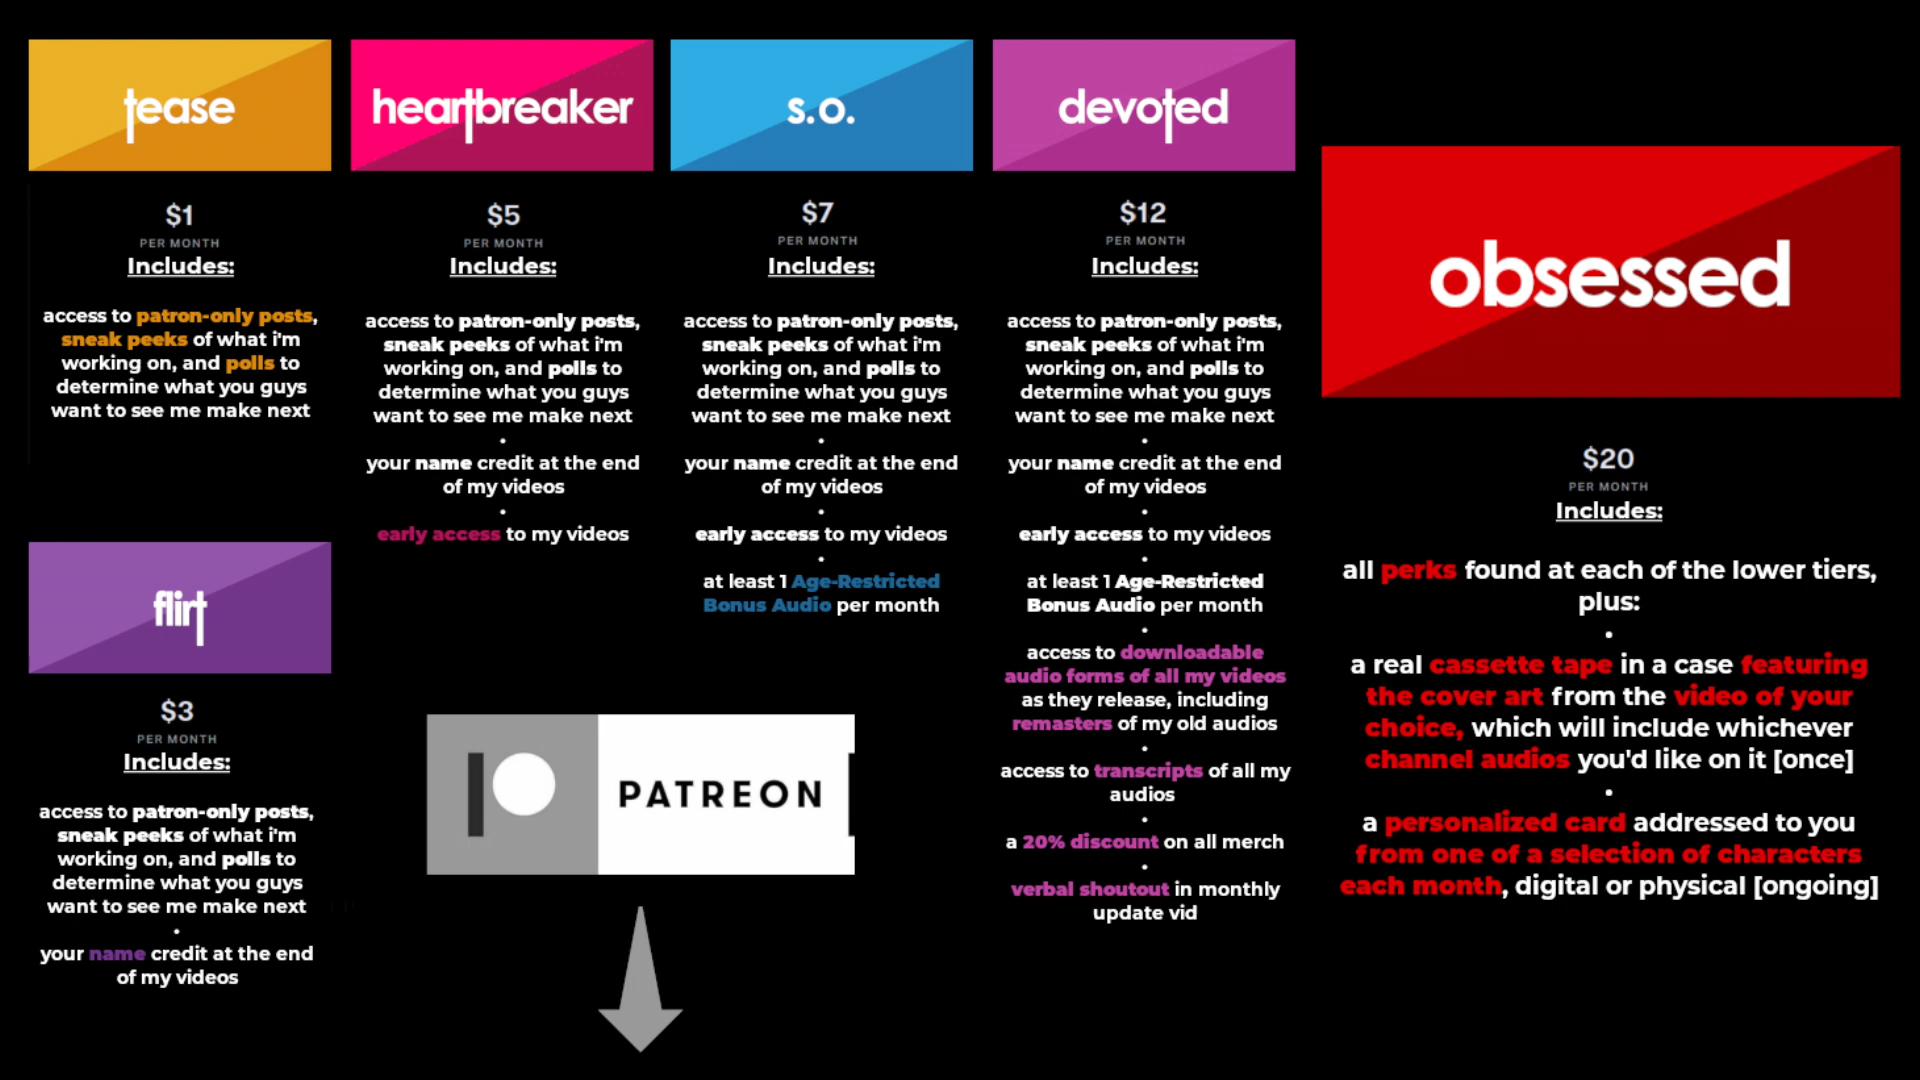 tease
$1
PER MONTH
Includes:
access to patron-only posts,
sneak peeks of what i'm
working on, and polls to
determine what you guys
want to see me make next
flirt
$3
PER MONTH
Includes:
access to patron-only posts,
sneak peeks of what i'm
working on, and polls to
determine what you guys
want to see me make next
•
your name credit at the end
of my videos
heartbreaker
$5
PER MONTH
Includes:
access to patron-only posts,
sneak peeks of what i'm
working on, and polls to
determine what you guys
want to see me make next
•
your name credit at the end
of my videos
•
early access to my videos
s.o.
$7
PER MONTH
Includes:
access to patron-only posts,
sneak peeks of what i'm
working on, and polls to
determine what you guys
want to see me make next
•
your name credit at the end
of my videos
•
early access to my videos
•
at least 1 Age-Restricted
Bonus Audio per month
PATREON
devoted
$12
PER MONTH
Includes:
access to patron-only posts,
sneak peeks of what i'm
working on, and polls to
determine what you guys
want to see me make next
•
your name credit at the end
of my videos
•
early access to my videos
•
at least 1 Age-Restricted
Bonus Audio per month
•
access to downloadable
audio forms of all my videos
as they release, including
remasters of my old audios
•
access to transcripts of all my
audios
•
a 20% discount on all merch
•
verbal shoutout in monthly
update vid
obsessed
$20
PER MONTH
Includes:
all perks found at each of the lower tiers,
plus:
•
a real cassette tape in a case featuring
the cover art from the video of your
choice, which will include whichever
channel audios you'd like on it [once]
•
a personalized card addressed to you
from one of a selection of characters
each month, digital or physical [ongoing]